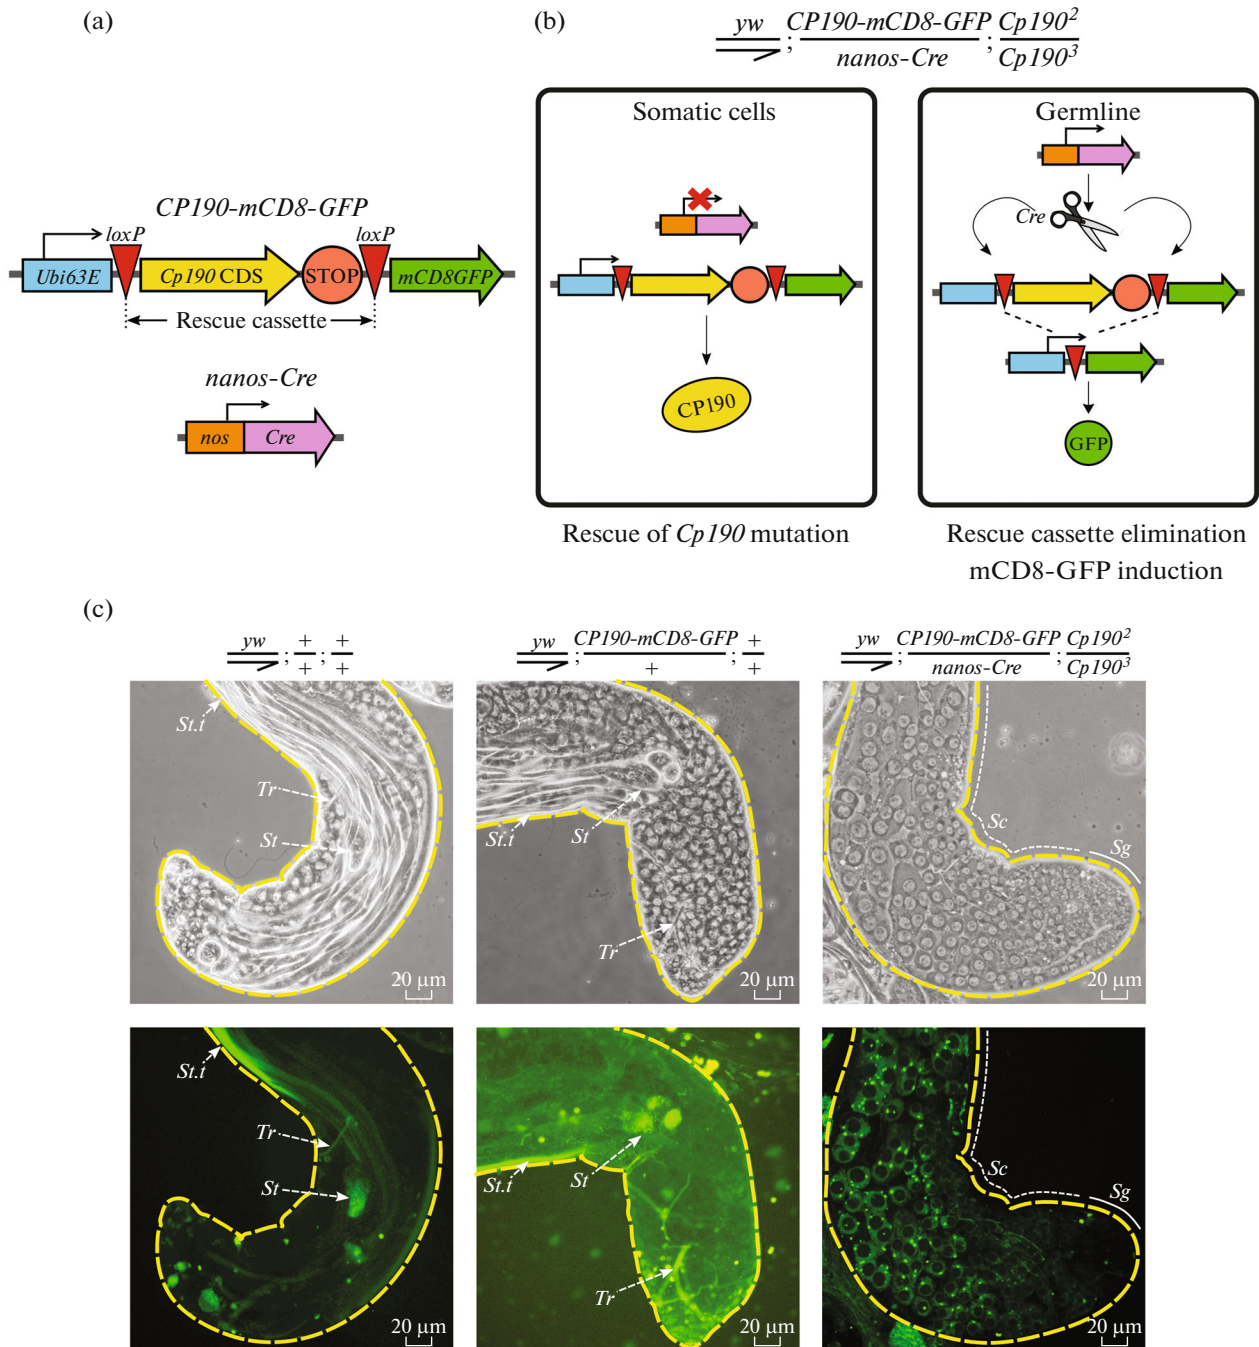 (a)
(b)
yw ; CP190-mCD8-GFP ; Cp190²
nanos-Cre Cp190³
CP190-mCD8-GFP
loxP loxP
Ubi63E Cp190 CDS STOP mCD8GFP
Rescue cassette
nanos-Cre
nos Cre
Somatic cells
CP190
Rescue of Cp190 mutation
Germline
Cre
GFP
Rescue cassette elimination
mCD8-GFP induction
(c)
yw ; + ; +
+ +
yw ; CP190-mCD8-GFP ; +
+ +
yw ; CP190-mCD8-GFP ; Cp190²
nanos-Cre Cp190³
St.t
Tr
St
20 µm
St.t
St
Tr
20 µm
Sc
Sg
20 µm
St.t
Tr
St
20 µm
St.t
St
Tr
20 µm
Sc
Sg
20 µm